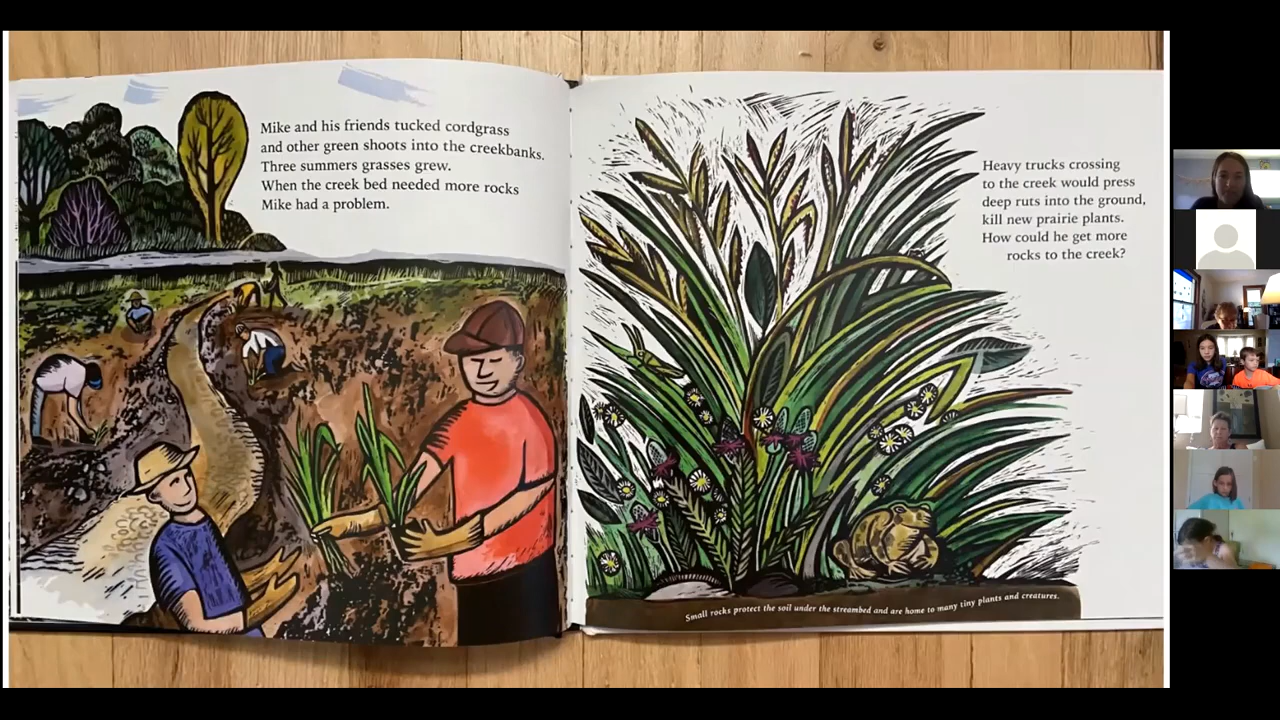 Mike and his friends tucked cordgrass
and other green shoots into the creekbanks.
Three summers grasses grew.
When the creek bed needed more rocks
Mike had a problem.
Heavy trucks crossing
to the creek would press
deep ruts into the ground,
kill new prairie plants.
How could he get more
rocks to the creek?
Small rocks protect the soil under the streambed and are home to many tiny plants and creatures.